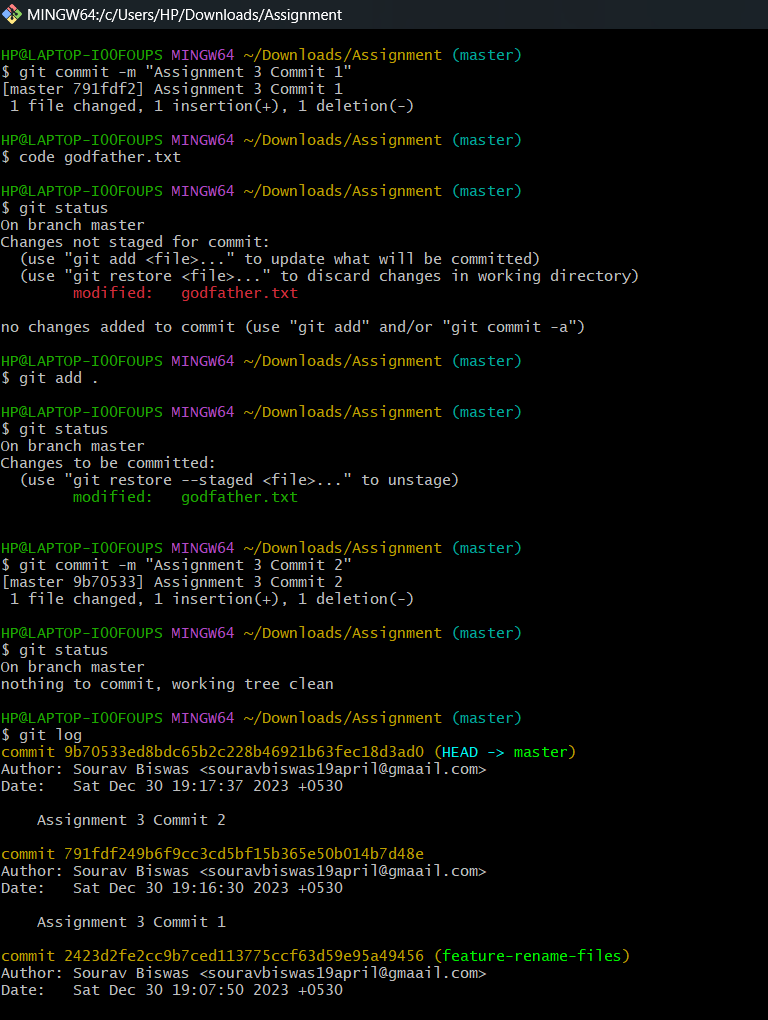 MINGW64:/c/Users/HP/Downloads/Assignment
HP@LAPTOP-IOOFOUPS MINGW64 ~/Downloads/Assignment (master)
$ git commit -m "Assignment 3 Commit 1"
[master 791fdf2] Assignment 3 Commit 1
 1 file changed, 1 insertion(+), 1 deletion(-)
HP@LAPTOP-IOOFOUPS MINGW64 ~/Downloads/Assignment (master)
$ code godfather.txt
HP@LAPTOP-IOOFOUPS MINGW64 ~/Downloads/Assignment (master)
$ git status
On branch master
Changes not staged for commit:
  (use "git add <file>..." to update what will be committed)
  (use "git restore <file>..." to discard changes in working directory)
        modified:   godfather.txt
no changes added to commit (use "git add" and/or "git commit -a")
HP@LAPTOP-IOOFOUPS MINGW64 ~/Downloads/Assignment (master)
$ git add .
HP@LAPTOP-IOOFOUPS MINGW64 ~/Downloads/Assignment (master)
$ git status
On branch master
Changes to be committed:
  (use "git restore --staged <file>..." to unstage)
        modified:   godfather.txt
HP@LAPTOP-IOOFOUPS MINGW64 ~/Downloads/Assignment (master)
$ git commit -m "Assignment 3 Commit 2"
[master 9b70533] Assignment 3 Commit 2
 1 file changed, 1 insertion(+), 1 deletion(-)
HP@LAPTOP-IOOFOUPS MINGW64 ~/Downloads/Assignment (master)
$ git status
On branch master
nothing to commit, working tree clean
HP@LAPTOP-IOOFOUPS MINGW64 ~/Downloads/Assignment (master)
$ git log
commit 9b70533ed8bdc65b2c228b46921b63fec18d3ad0 (HEAD -> master)
Author: Sourav Biswas <souravbiswas19april@gmaail.com>
Date:   Sat Dec 30 19:17:37 2023 +0530
    Assignment 3 Commit 2
commit 791fdf249b6f9cc3cd5bf15b365e50b014b7d48e
Author: Sourav Biswas <souravbiswas19april@gmaail.com>
Date:   Sat Dec 30 19:16:30 2023 +0530
    Assignment 3 Commit 1
commit 2423d2fe2cc9b7ced113775ccf63d59e95a49456 (feature-rename-files)
Author: Sourav Biswas <souravbiswas19april@gmaail.com>
Date:   Sat Dec 30 19:07:50 2023 +0530